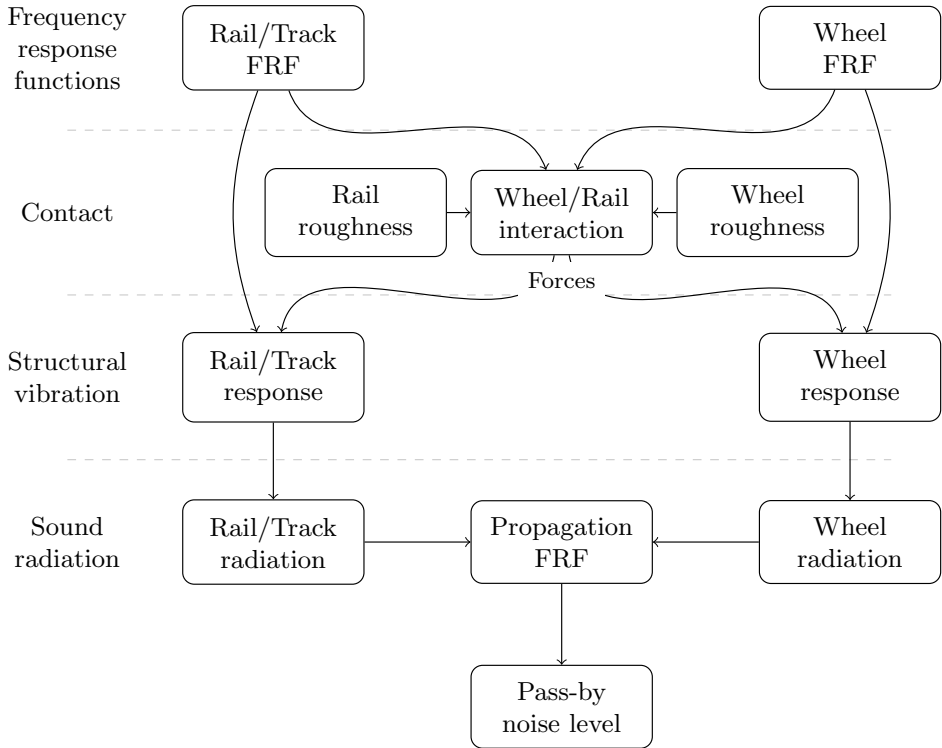 Frequency
response
functions
Rail/Track
FRF
Wheel
FRF
Contact
Rail
roughness
Wheel/Rail
interaction
Wheel
roughness
Forces
Structural
vibration
Rail/Track
response
Wheel
response
Sound
radiation
Rail/Track
radiation
Propagation
FRF
Wheel
radiation
Pass-by
noise level